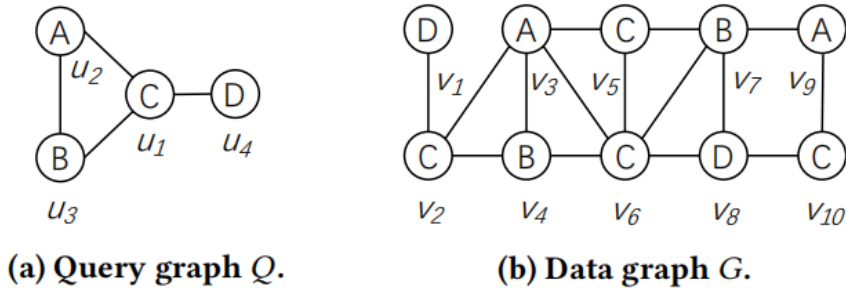 A
u2
C
D
u1
u4
B
u3
(a) Query graph Q.
D
A
C
B
A
v1
v3
v5
v7
v9
C
B
C
D
C
v2
v4
v6
v8
v10
(b) Data graph G.